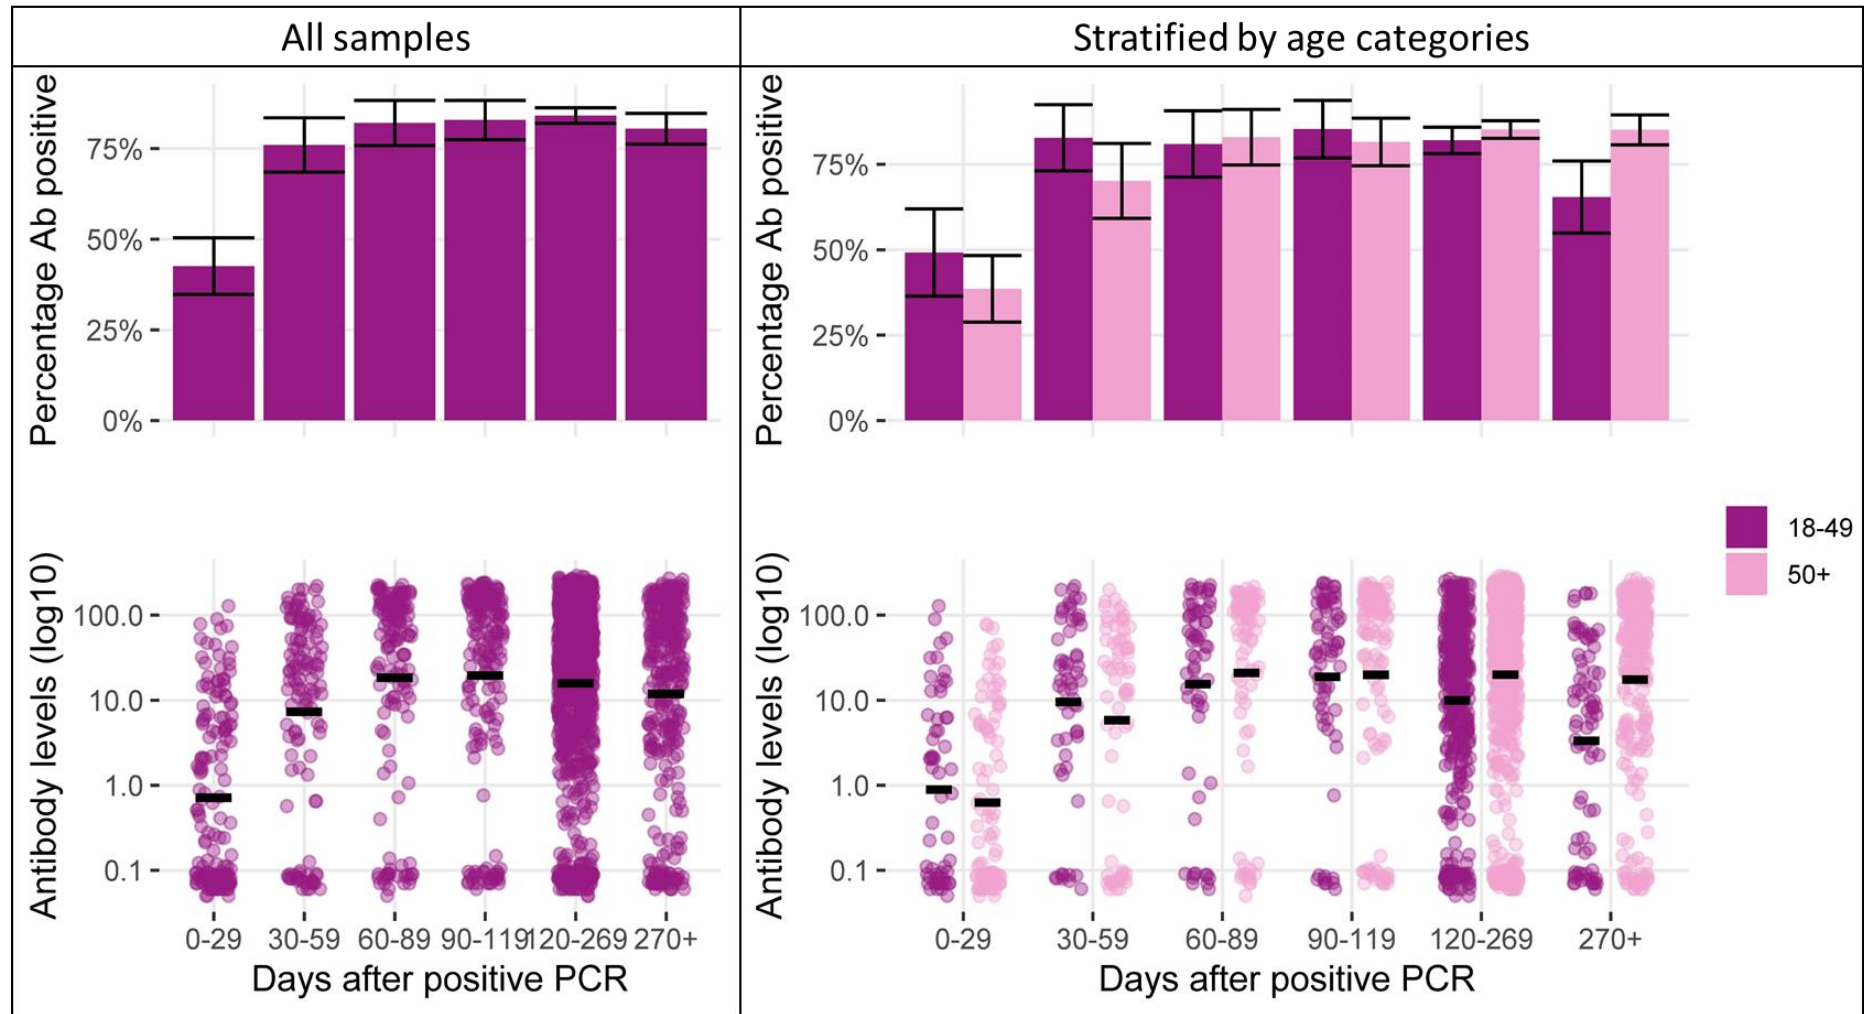 All samples
Stratified by age categories
Percentage Ab positive
75%
50%
25%
0%
Percentage Ab positive
75%
50%
25%
0%
18-49
50+
Antibody levels (log10)
100.0
10.0
1.0
0.1
0-29 30-59 60-89 90-119 120-269 270+
Days after positive PCR
Antibody levels (log10)
100.0
10.0
1.0
0.1
0-29 30-59 60-89 90-119 120-269 270+
Days after positive PCR